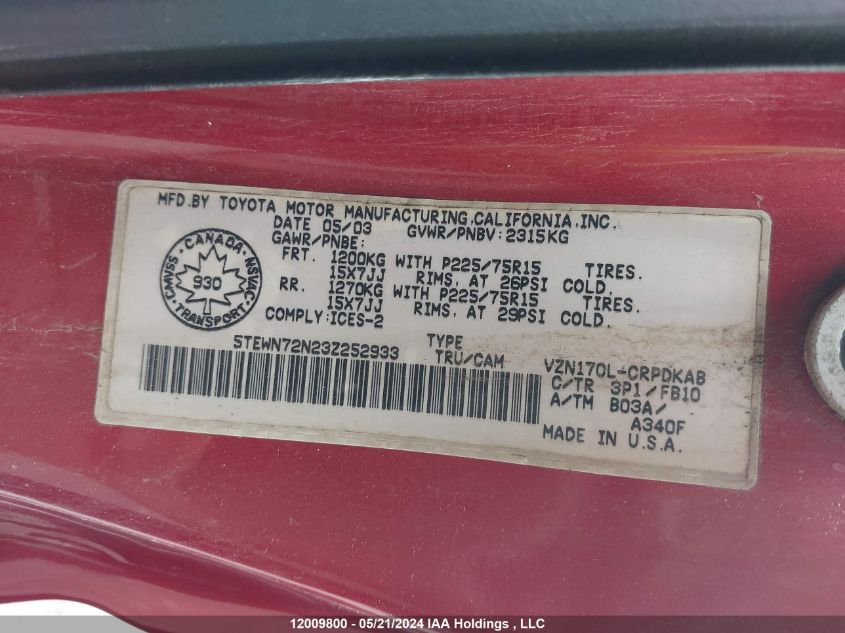 MFD.BY TOYOTA MOTOR MANUFACTURING,CALIFORNIA,INC.
DATE 05/03 GVWR/PNBV:2315KG
GAWR/PNBE:
FRT. 1200KG WITH P225/75R15 TIRES.
15X7JJ RIMS, AT 26PSI COLD.
RR. 1270KG WITH P225/75R15 TIRES.
15X7JJ RIMS, AT 29PSI COLD.
COMPLY:ICES-2
CANADA
CMVSS · NSVAC
930
TRANSPORT
5TEWN72N23Z252933
TYPE
TRU/CAM
VZN170L-CRPDKAB
C/TR 3P1/FB10
A/TM B03A/
A340F
MADE IN U.S.A.
12009800 - 05/21/2024 IAA Holdings , LLC